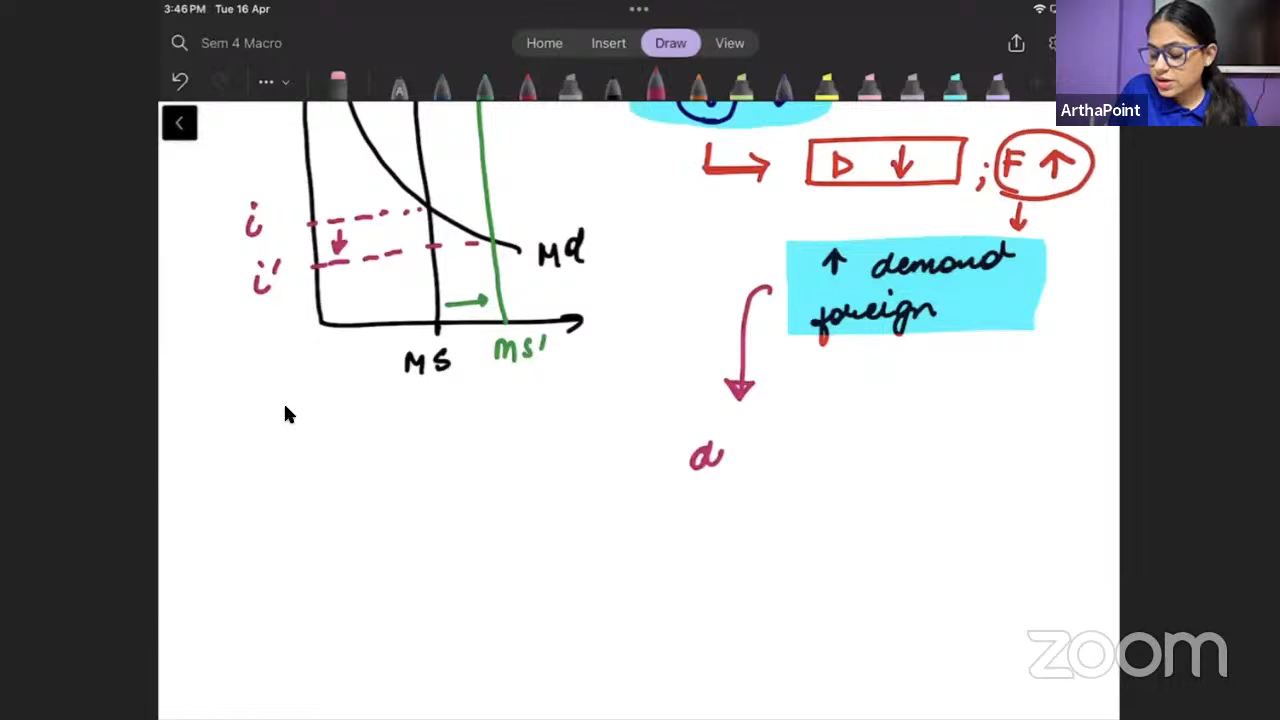 3:46 PM Tue 16 Apr
Sem 4 Macro
Home Insert Draw View
A
ArthaPoint
D ↓ ; F ↑
i
i'
Md
↑ demand
foreign
MS
MS'
d
zoom